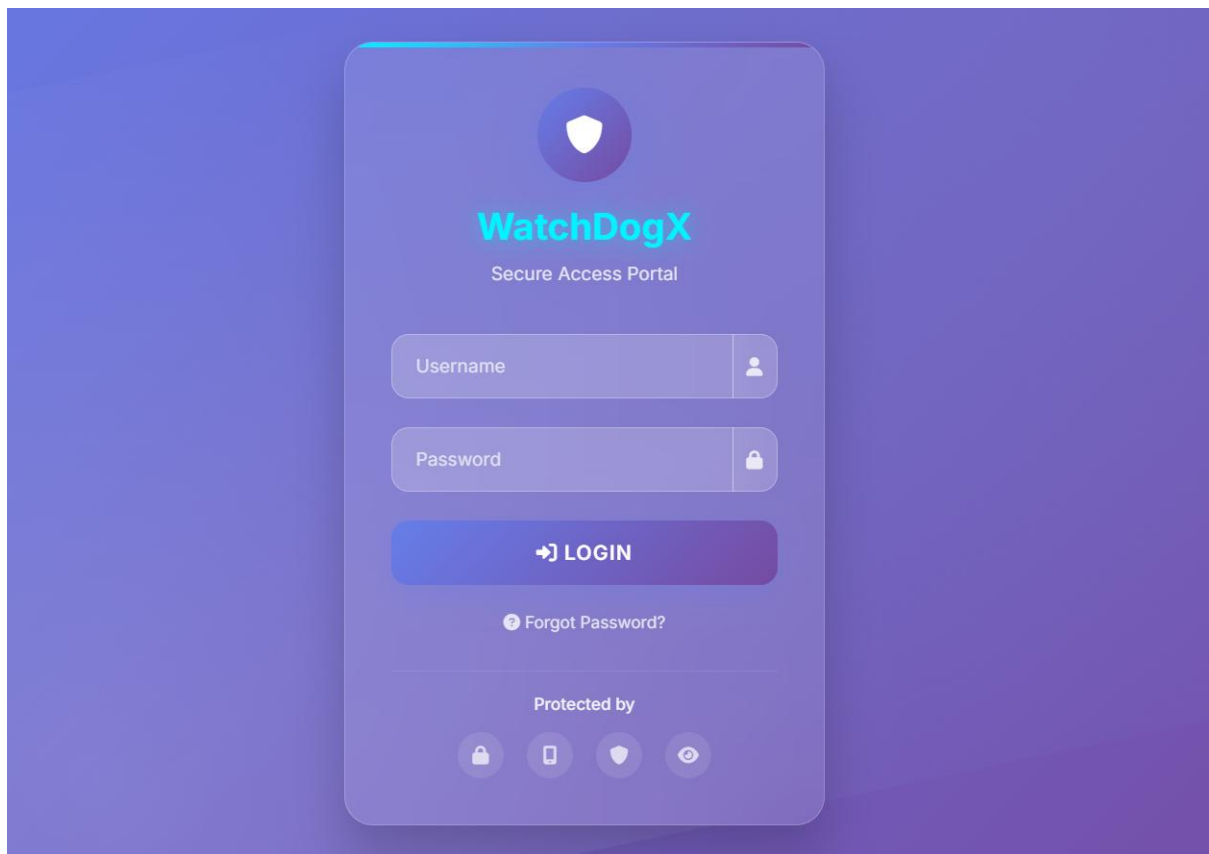 WatchDogX
Secure Access Portal
Username
Password
LOGIN
Forgot Password?
Protected by